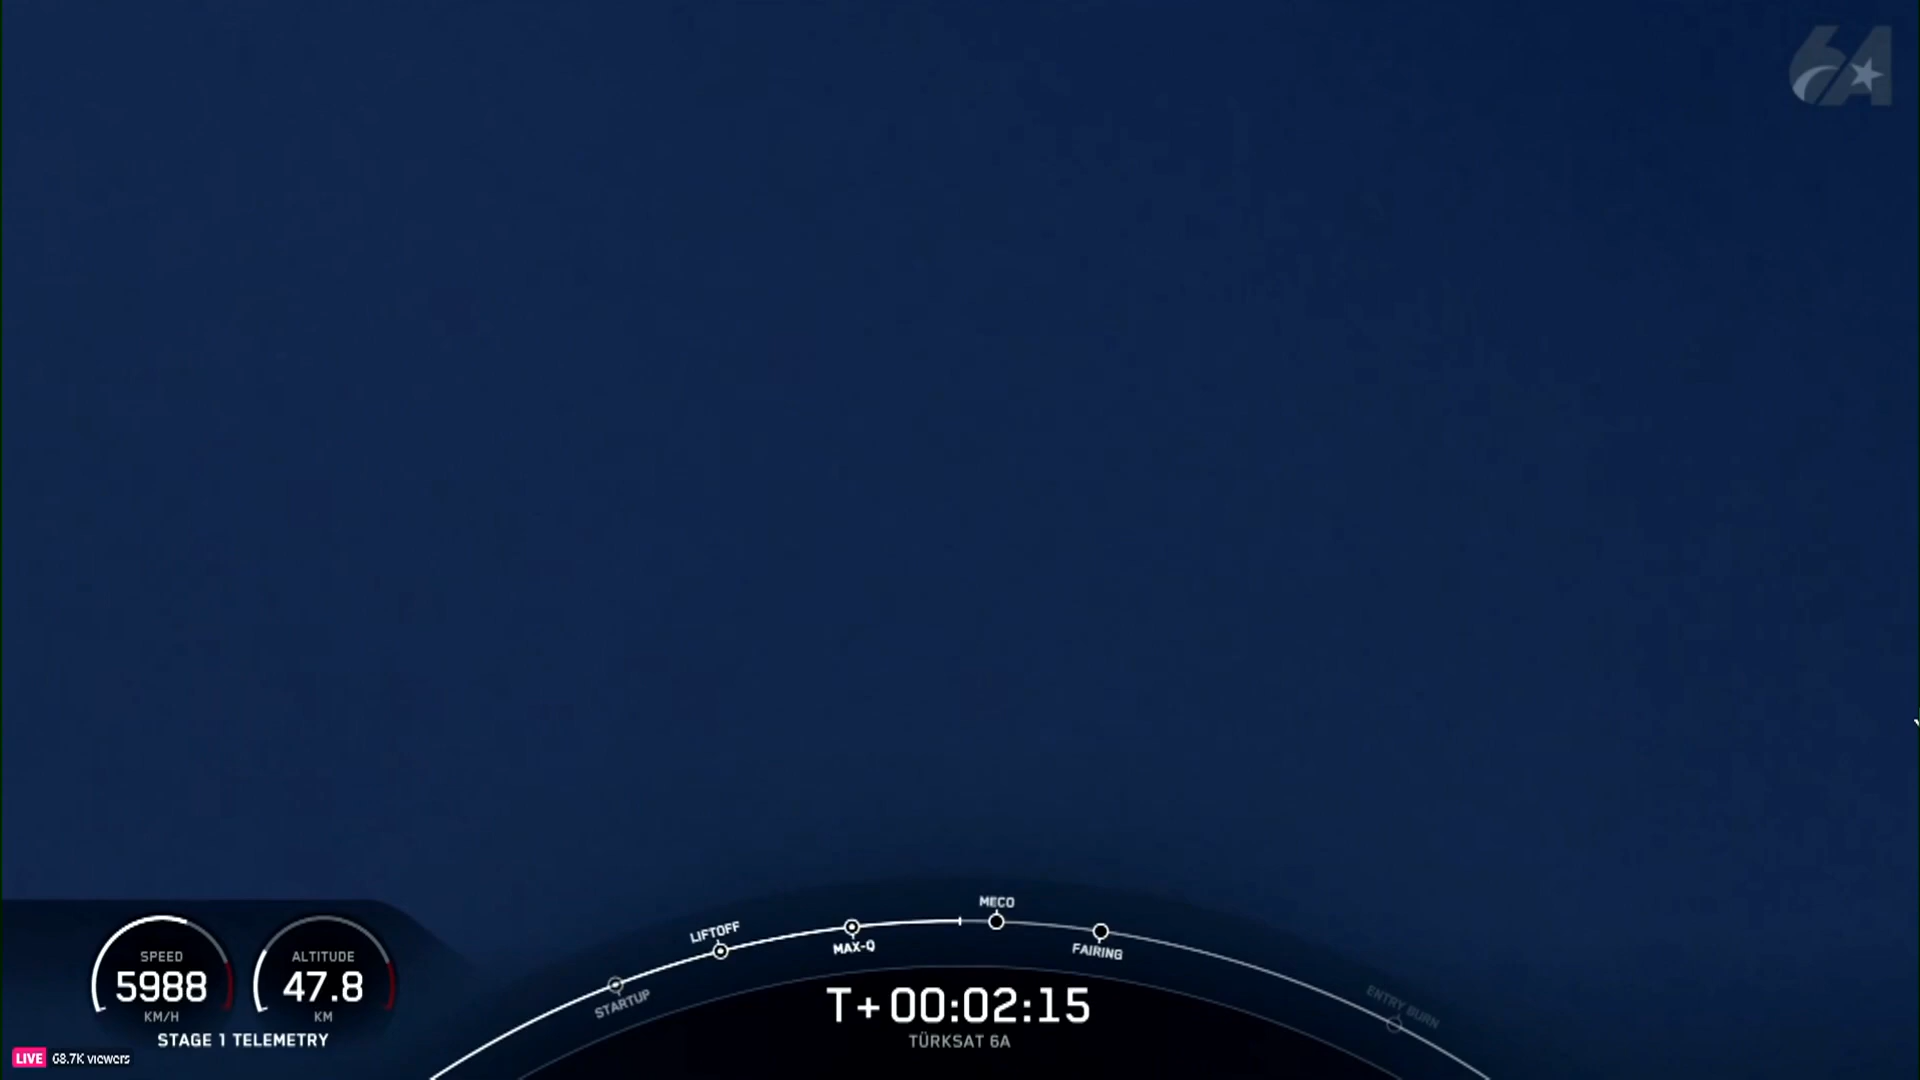 6A
LIFTOFF
MECO
MAX-Q
FAIRING
STARTUP
ENTRY BURN
SPEED
5988
KM/H
ALTITUDE
47.8
KM
STAGE 1 TELEMETRY
T+00:02:15
TÜRKSAT 6A
LIVE 68.7K viewers